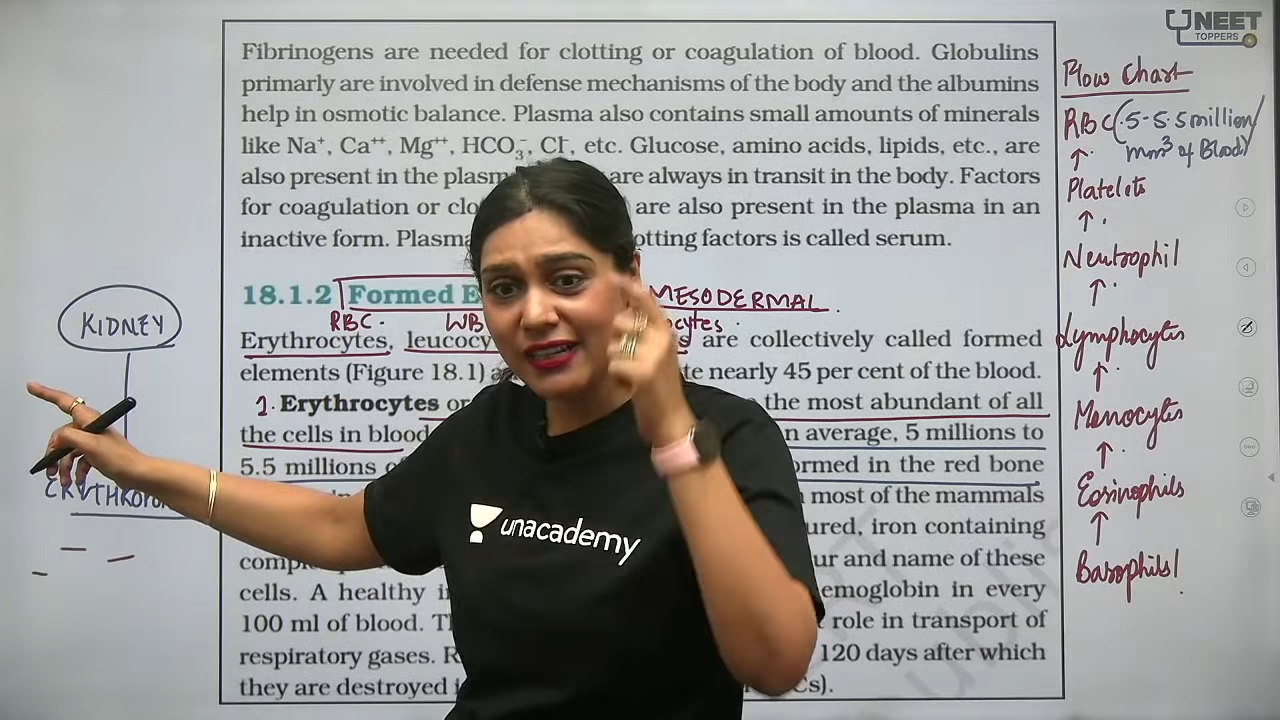 NEET
TOPPERS
Fibrinogens are needed for clotting or coagulation of blood. Globulins
primarly are involved in defense mechanisms of the body and the albumins
help in osmotic balance. Plasma also contains small amounts of minerals
like Na⁺, Ca⁺⁺, Mg⁺⁺, HCO₃⁻, Cl⁻, etc. Glucose, amino acids, lipids, etc., are
also present in the plasm are always in transit in the body. Factors
for coagulation or clo are also present in the plasma in an
inactive form. Plasma otting factors is called serum.
18.1.2 Formed E MESODERMAL
RBC. WB cytes.
Erythrocytes, leucocy are collectively called formed
elements (Figure 18.1) a te nearly 45 per cent of the blood.
1. Erythrocytes or the most abundant of all
the cells in blood n average, 5 millions to
5.5 millions o ormed in the red bone
most of the mammals
ured, iron containing
comp ur and name of these
cells. A healthy i emoglobin in every
100 ml of blood. T role in transport of
respiratory gases. R 120 days after which
they are destroyed i Cs).
KIDNEY
ERYTHROPO
unacademy
Flow Chart
RBC (5-5.5 million/
mm³ of Blood)
↑
Platelets
↑
Neutrophil
↑
Lymphocytes
↑
Monocytes
↑
Eosinophils
↑
Basophils